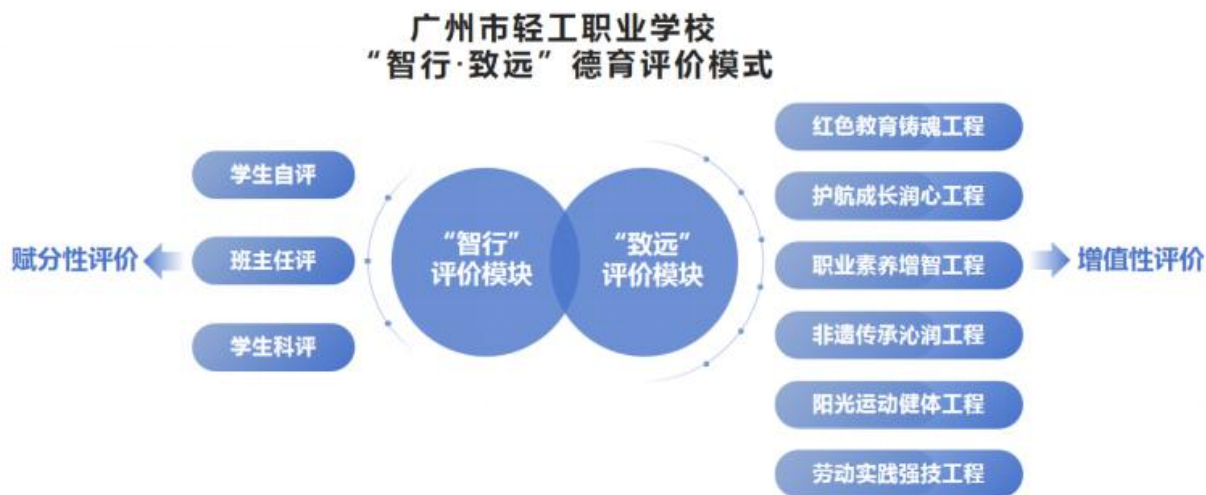 广州市轻工职业学校
“智行·致远”德育评价模式
学生自评
班主任评
学生科评
赋分性评价
“智行”
评价模块
“致远”
评价模块
红色教育铸魂工程
护航成长润心工程
职业素养增智工程
非遗传承沁润工程
阳光运动健体工程
劳动实践强技工程
增值性评价